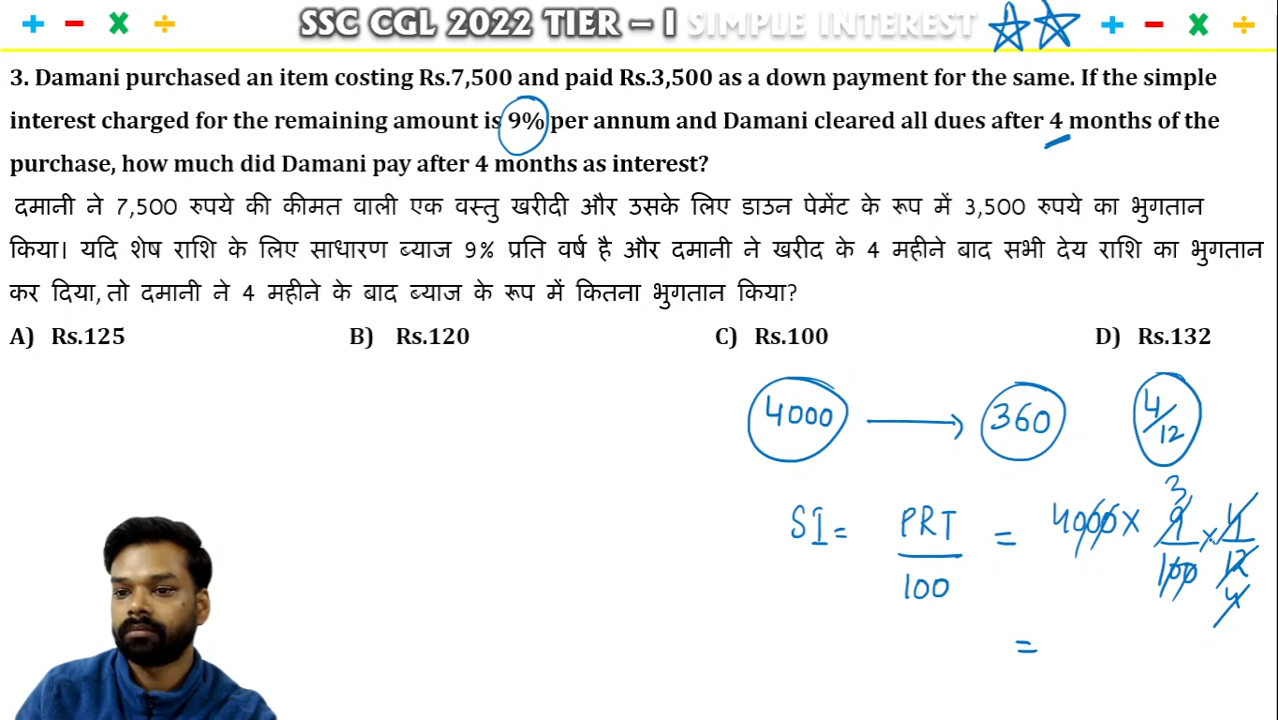 + − × ÷ SSC CGL 2022 TIER – I SIMPLE INTEREST + − × ÷
3. Damani purchased an item costing Rs.7,500 and paid Rs.3,500 as a down payment for the same. If the simple
interest charged for the remaining amount is 9% per annum and Damani cleared all dues after 4 months of the
purchase, how much did Damani pay after 4 months as interest?
दमानी ने 7,500 रुपये की कीमत वाली एक वस्तु खरीदी और उसके लिए डाउन पेमेंट के रूप में 3,500 रुपये का भुगतान
किया। यदि शेष राशि के लिए साधारण ब्याज 9% प्रति वर्ष है और दमानी ने खरीद के 4 महीने बाद सभी देय राशि का भुगतान
कर दिया, तो दमानी ने 4 महीने के बाद ब्याज के रूप में कितना भुगतान किया?
A) Rs.125 B) Rs.120 C) Rs.100 D) Rs.132
4000 → 360 4/12
3
SI = PRT = 4000 × 9 × 4
100 100 12
4
=